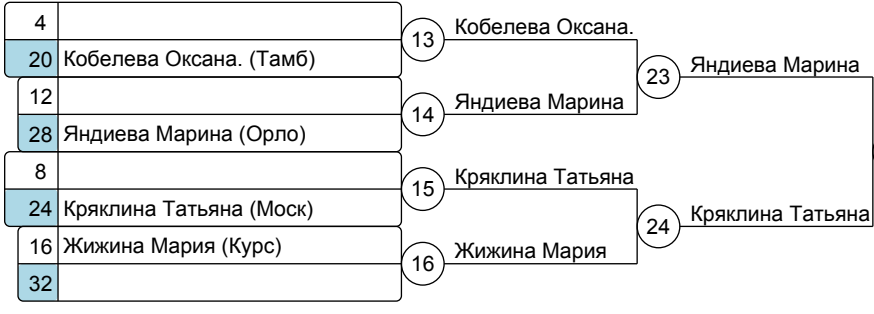 4
13 Кобелева Оксана.
20 Кобелева Оксана. (Тамб)
23 Яндиева Марина
12
14 Яндиева Марина
28 Яндиева Марина (Орло)
8
15 Кряклина Татьяна
24 Кряклина Татьяна (Моск)
24 Кряклина Татьяна
16 Жижина Мария (Курс)
16 Жижина Мария
32